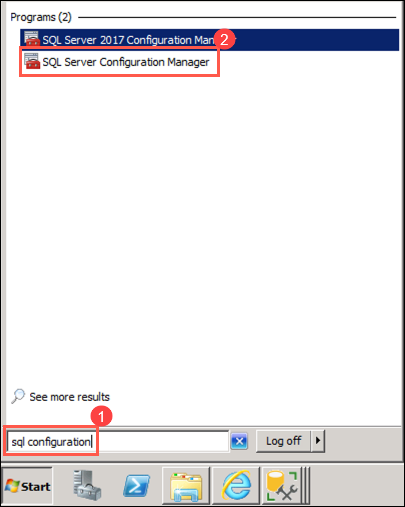 Programs (2)
SQL Server 2017 Configuration Man
2
SQL Server Configuration Manager
See more results
1
sql configuration
Log off
Start